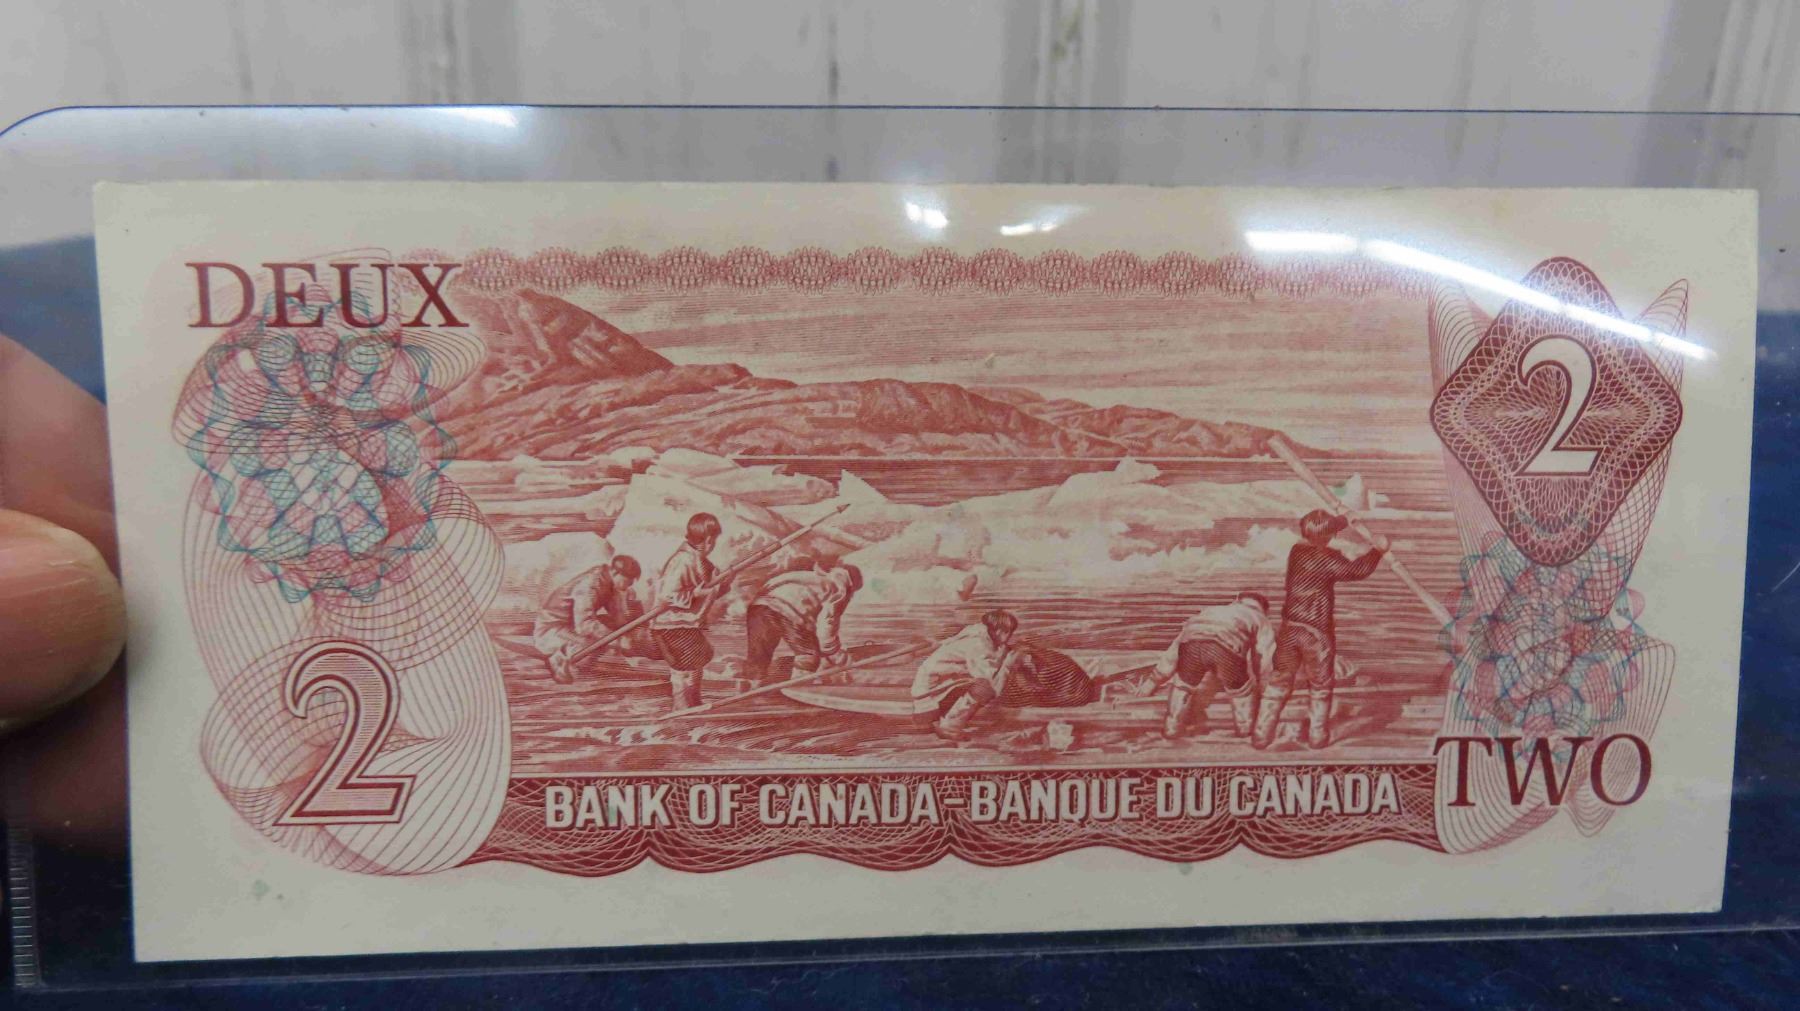 DEUX
2
2
BANK OF CANADA-BANQUE DU CANADA
TWO